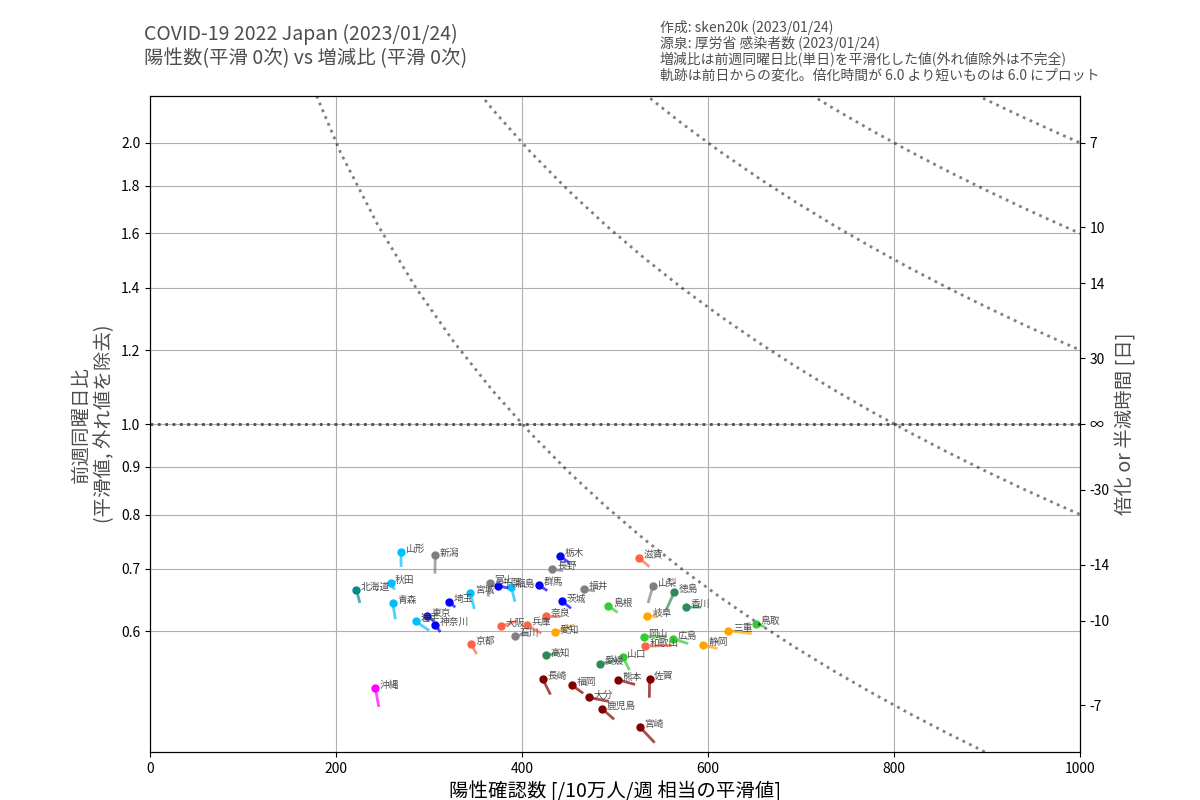 COVID-19 2022 Japan (2023/01/24)
陽性数(平滑 0次) vs 増減比 (平滑 0次)
作成: sken20k (2023/01/24)
源泉: 厚労省 感染者数 (2023/01/24)
増減比は前週同曜日比(単日)を平滑化した値(外れ値除外は不完全)
軌跡は前日からの変化。倍化時間が 6.0 より短いものは 6.0 にプロット
2.0
1.8
1.6
1.4
1.2
1.0
0.9
0.8
0.7
0.6
前週同曜日比
(平滑値, 外れ値を除去)
7
10
14
30
∞
-30
-14
-10
-7
倍化 or 半減時間 [日]
山形
新潟
栃木
滋賀
長野
秋田
北海道
富山
福島
群馬
福井
山梨
徳島
宮城
青森
埼玉
茨城
島根
香川
東京
神奈川
奈良
岐阜
大阪
兵庫
愛知
石川
三重
鳥取
京都
岡山
広島
和歌山
静岡
高知
愛媛
山口
長崎
福岡
熊本
佐賀
沖縄
大分
鹿児島
宮崎
0
200
400
600
800
1000
陽性確認数 [/10万人/週 相当の平滑値]